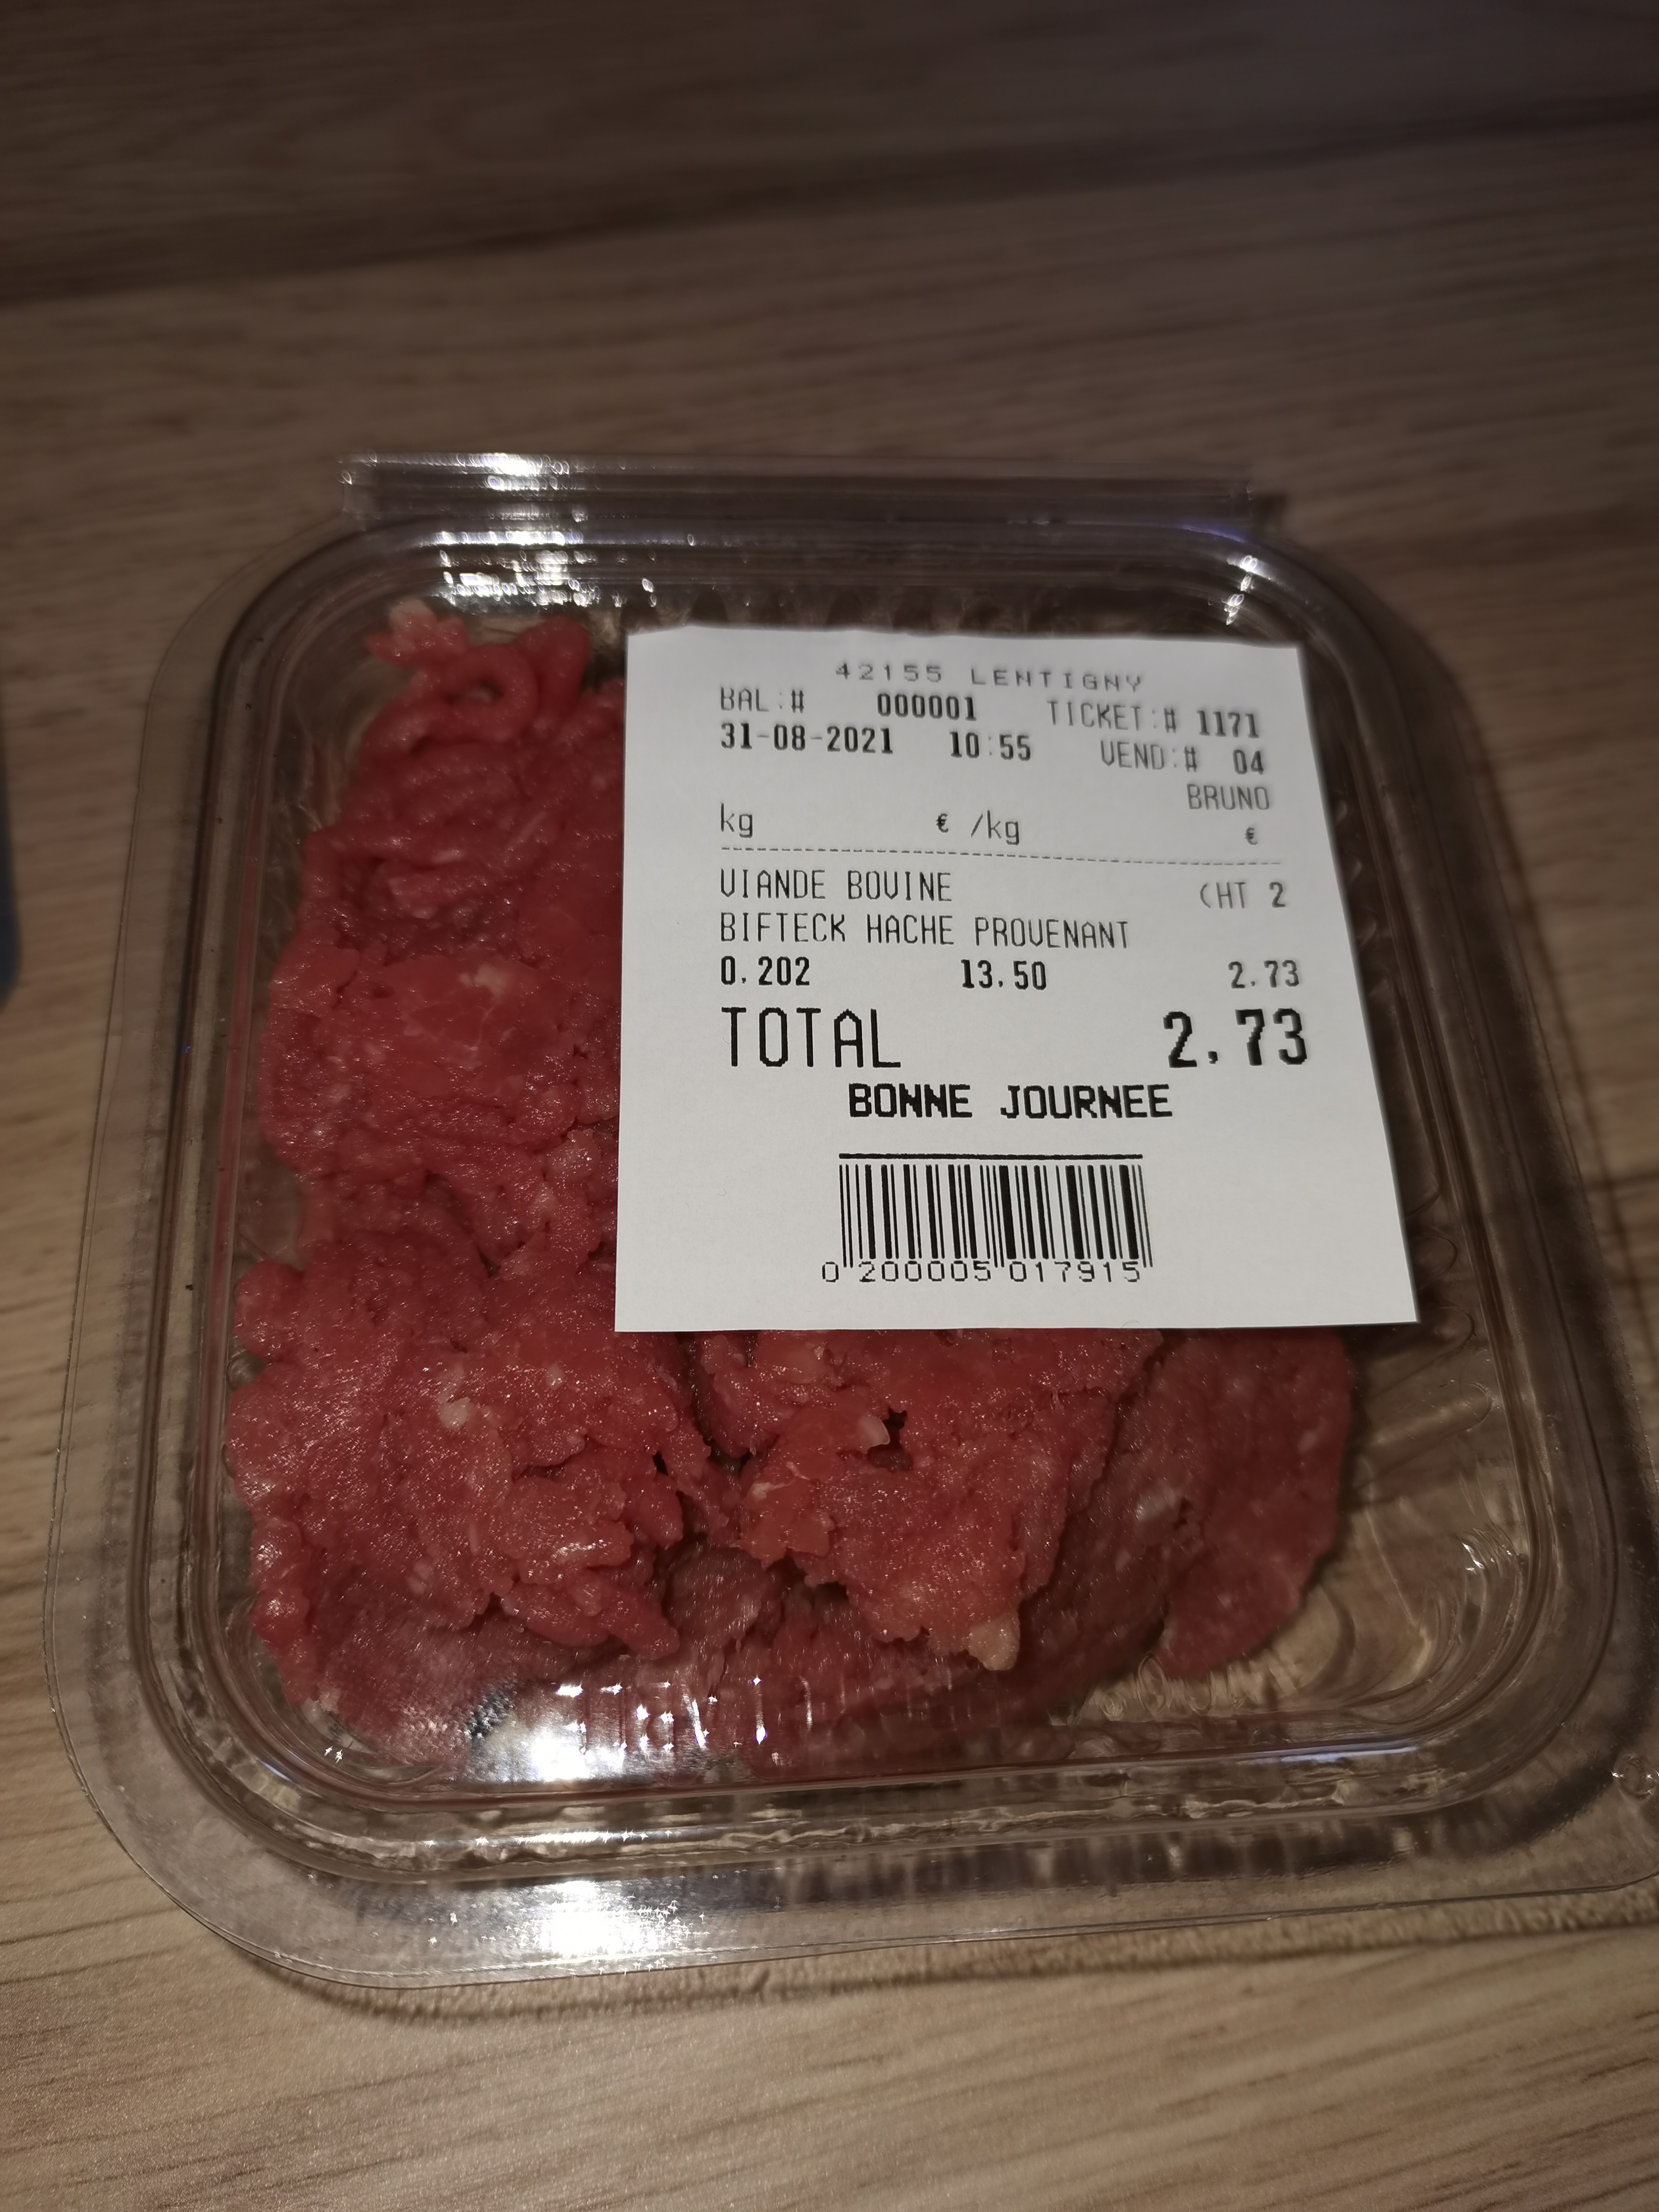 42155 LENTIGNY
BAL:# 000001 TICKET:# 1171
31-08-2021 10:55 VEND:# 04
BRUNO
kg € /kg €
VIANDE BOVINE (HT 2
BIFTECK HACHE PROVENANT
0.202 13.50 2.73
TOTAL 2.73
BONNE JOURNEE
0 200005 017915